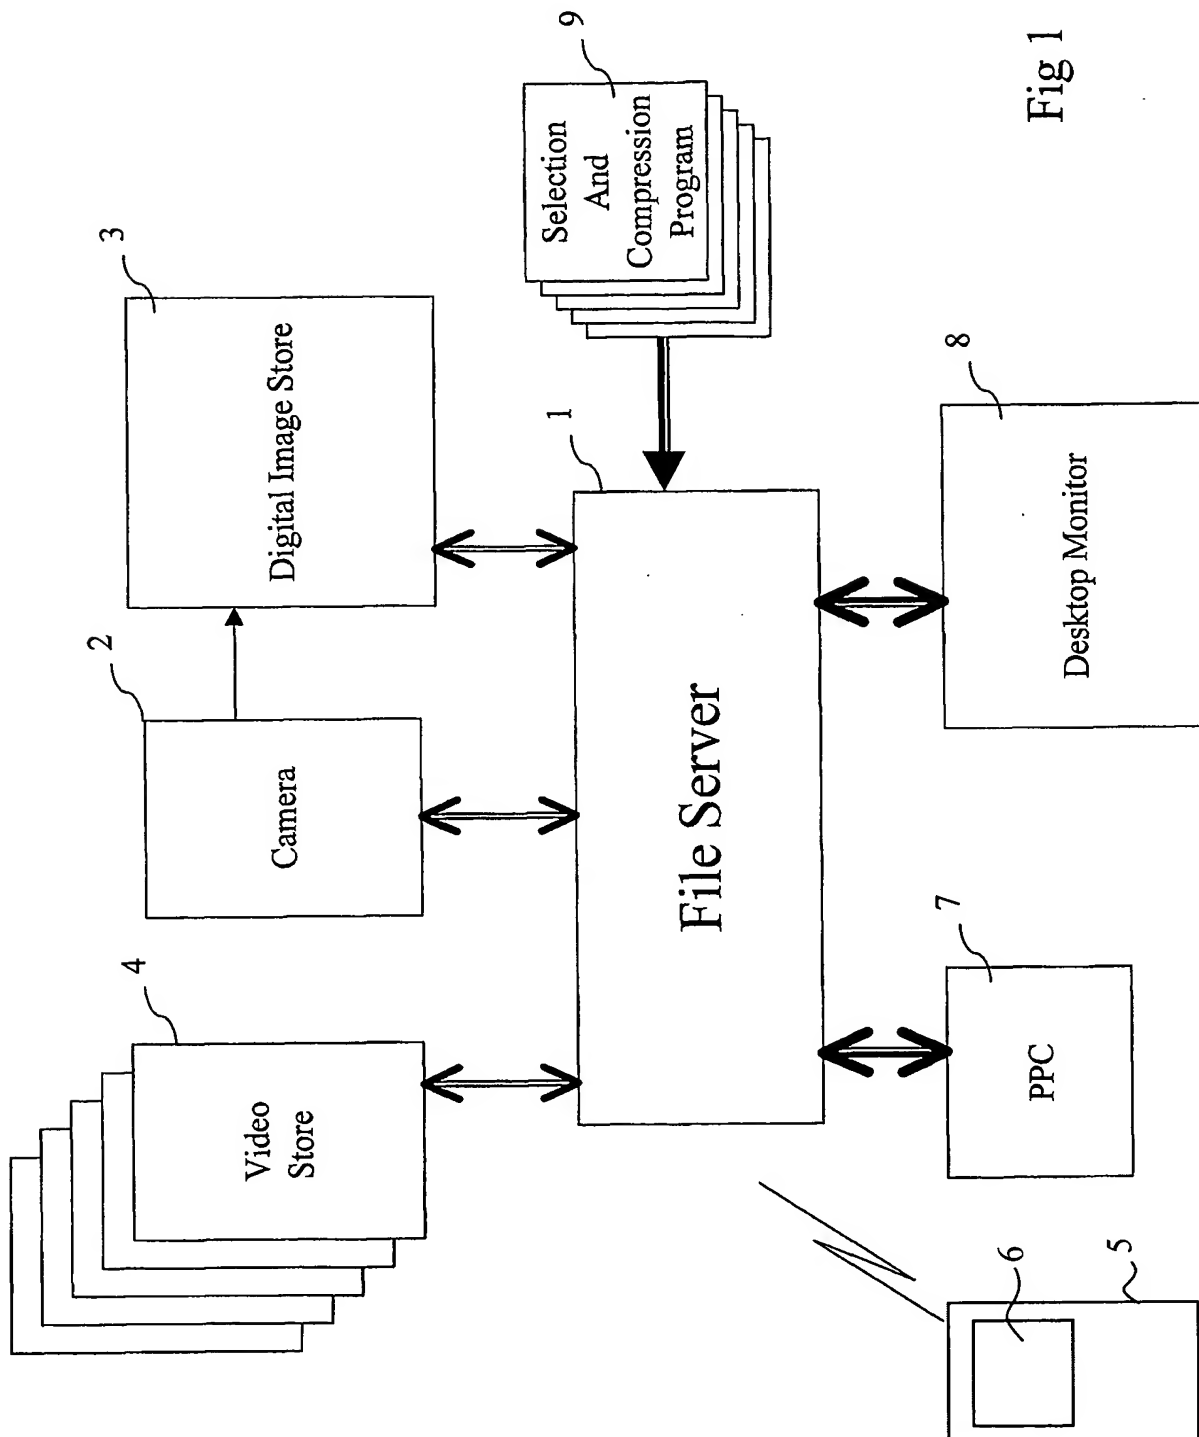 4
Video
Store
2
Camera
3
Digital Image Store
1
File Server
9
Selection
And
Compression
Program
6
5
7
PPC
8
Desktop Monitor
Fig 1